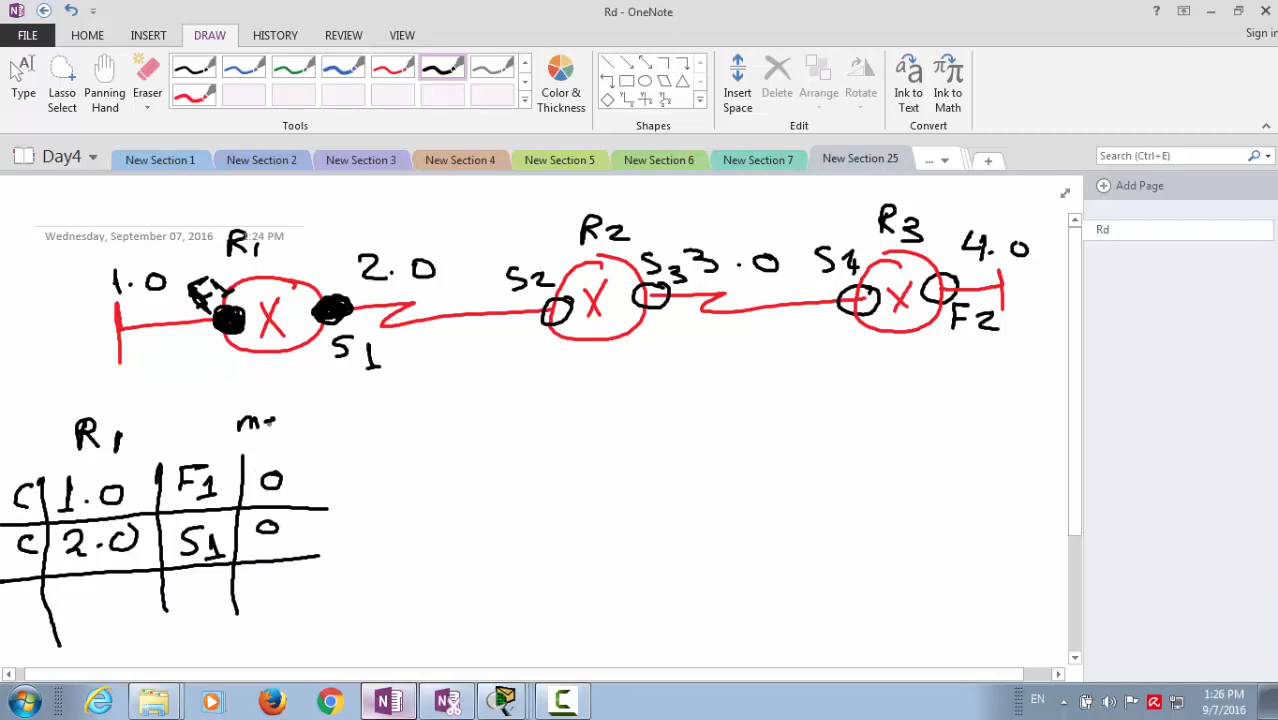 Rd - OneNote
Sign in
FILE HOME INSERT DRAW HISTORY REVIEW VIEW
Type Lasso Select Panning Hand Eraser Color & Thickness Insert Space Delete Arrange Rotate Ink to Text Ink to Math
Tools Shapes Edit Convert
Day4 New Section 1 New Section 2 New Section 3 New Section 4 New Section 5 New Section 6 New Section 7 New Section 25 ... Search (Ctrl+E)
Add Page
Rd
Wednesday, September 07, 2016 :24 PM
R1 R2 R3
1.0 F1 2.0 S2 S3 3.0 S4 4.0
S1 F2
R1 m
C 1.0 F1 0
C 2.0 S1 0
EN 1:26 PM
9/7/2016